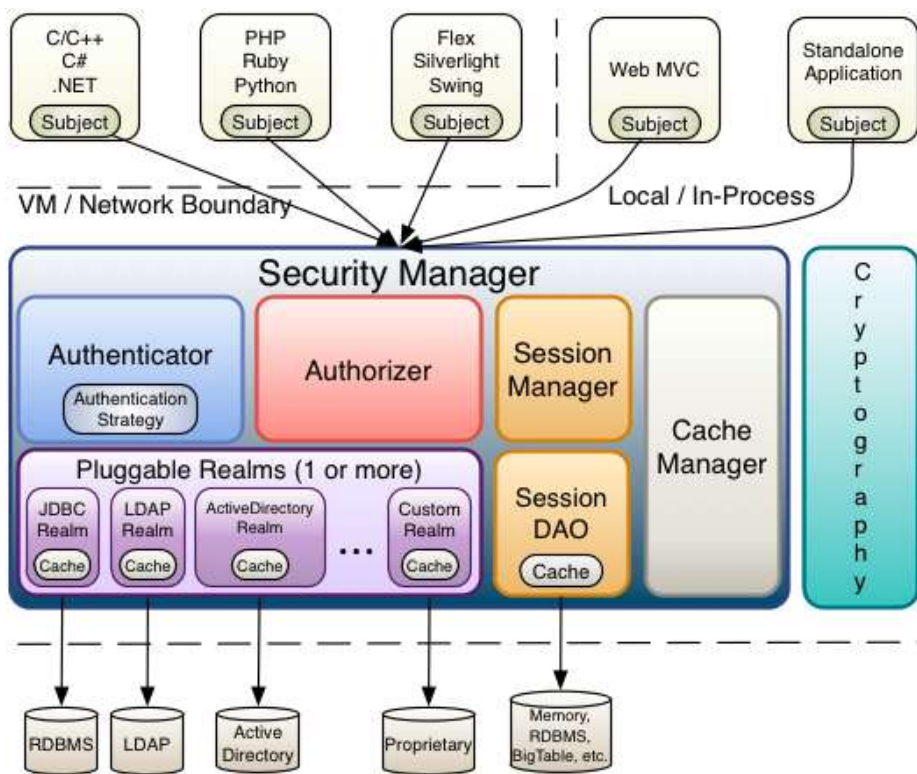 C/C++
C#
.NET
Subject
PHP
Ruby
Python
Subject
Flex
Silverlight
Swing
Subject
Web MVC
Subject
Standalone
Application
Subject
VM / Network Boundary
Local / In-Process
Security Manager
Authenticator
Authentication
Strategy
Authorizer
Session
Manager
Cache
Manager
Cryptography
Pluggable Realms (1 or more)
JDBC
Realm
Cache
LDAP
Realm
Cache
ActiveDirectory
Realm
Cache
...
Custom
Realm
Cache
Session
DAO
Cache
RDBMS
LDAP
Active
Directory
Proprietary
Memory,
RDBMS,
BigTable, etc.